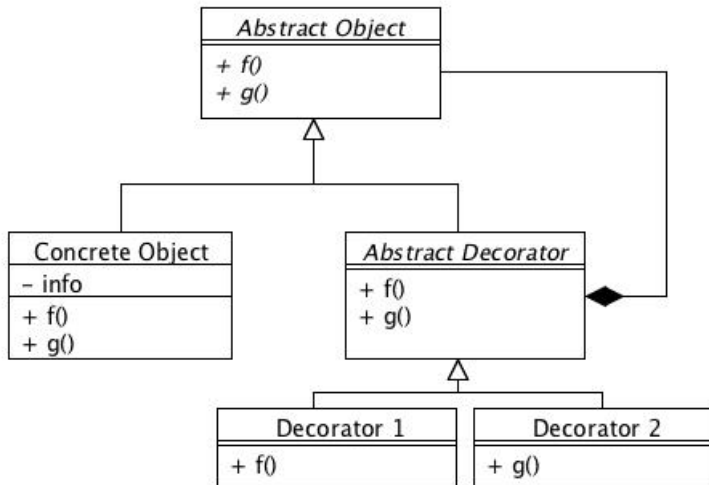 Abstract Object
+ f()
+ g()
Concrete Object
– info
+ f()
+ g()
Abstract Decorator
+ f()
+ g()
Decorator 1
+ f()
Decorator 2
+ g()